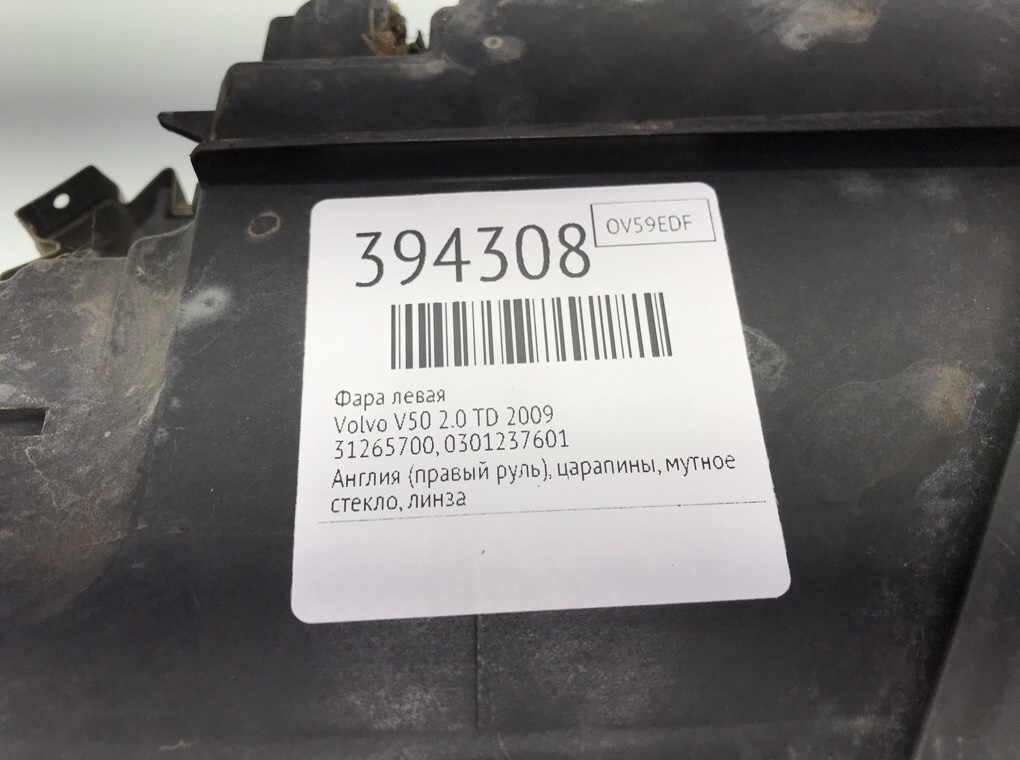 394308
OV59EDF
Фара левая
Volvo V50 2.0 TD 2009
31265700, 0301237601
Англия (правый руль), царапины, мутное
стекло, линза